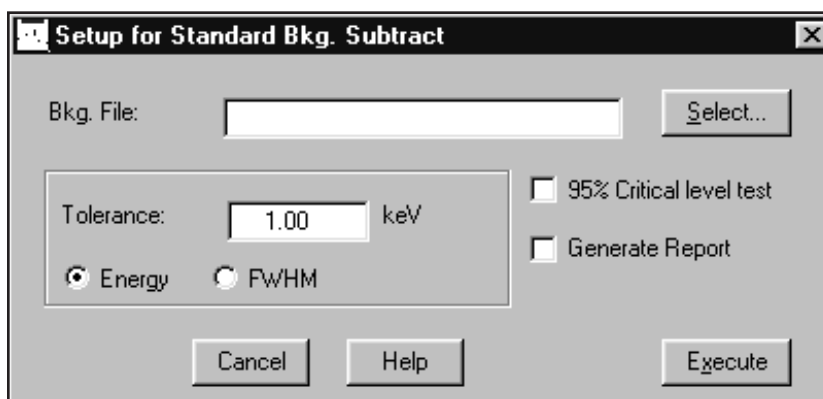 Setup for Standard Bkg. Subtract
Bkg. File:
Select...
Tolerance:
1.00
keV
Energy
FWHM
95% Critical level test
Generate Report
Cancel
Help
Execute